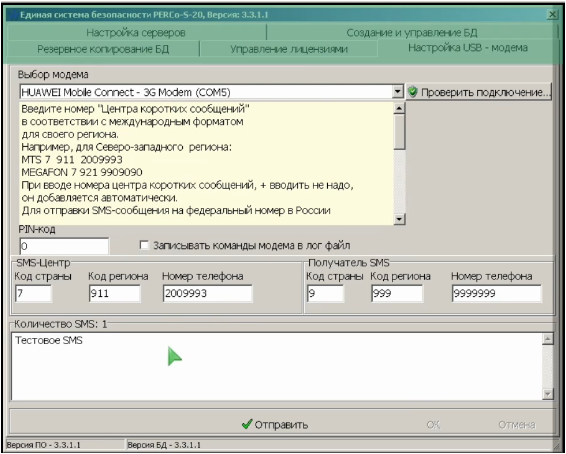 Единая система безопасности PERCo-S-20, Версия: 3.3.1.1
Настройка серверов Создание и управление БД
Резервное копирование БД Управление лицензиями Настройка USB - модема
Выбор модема
HUAWEI Mobile Connect - 3G Modem (COM5) Проверить подключение...
Введите номер "Центра коротких сообщений"
в соответствии с международным форматом
для своего региона.
Например, для Северо-западного региона:
MTS 7 911 2009993
MEGAFON 7 921 9909090
При вводе номера центра коротких сообщений, + вводить не надо,
он добавляется автоматически.
Для отправки SMS-сообщения на федеральный номер в России
PIN-код
0 Записывать команды модема в лог файл
SMS-Центр Получатель SMS
Код страны Код региона Номер телефона Код страны Код региона Номер телефона
7 911 2009993 9 999 9999999
Количество SMS: 1
Тестовое SMS
Отправить OK Отмена
Версия ПО - 3.3.1.1 Версия БД - 3.3.1.1